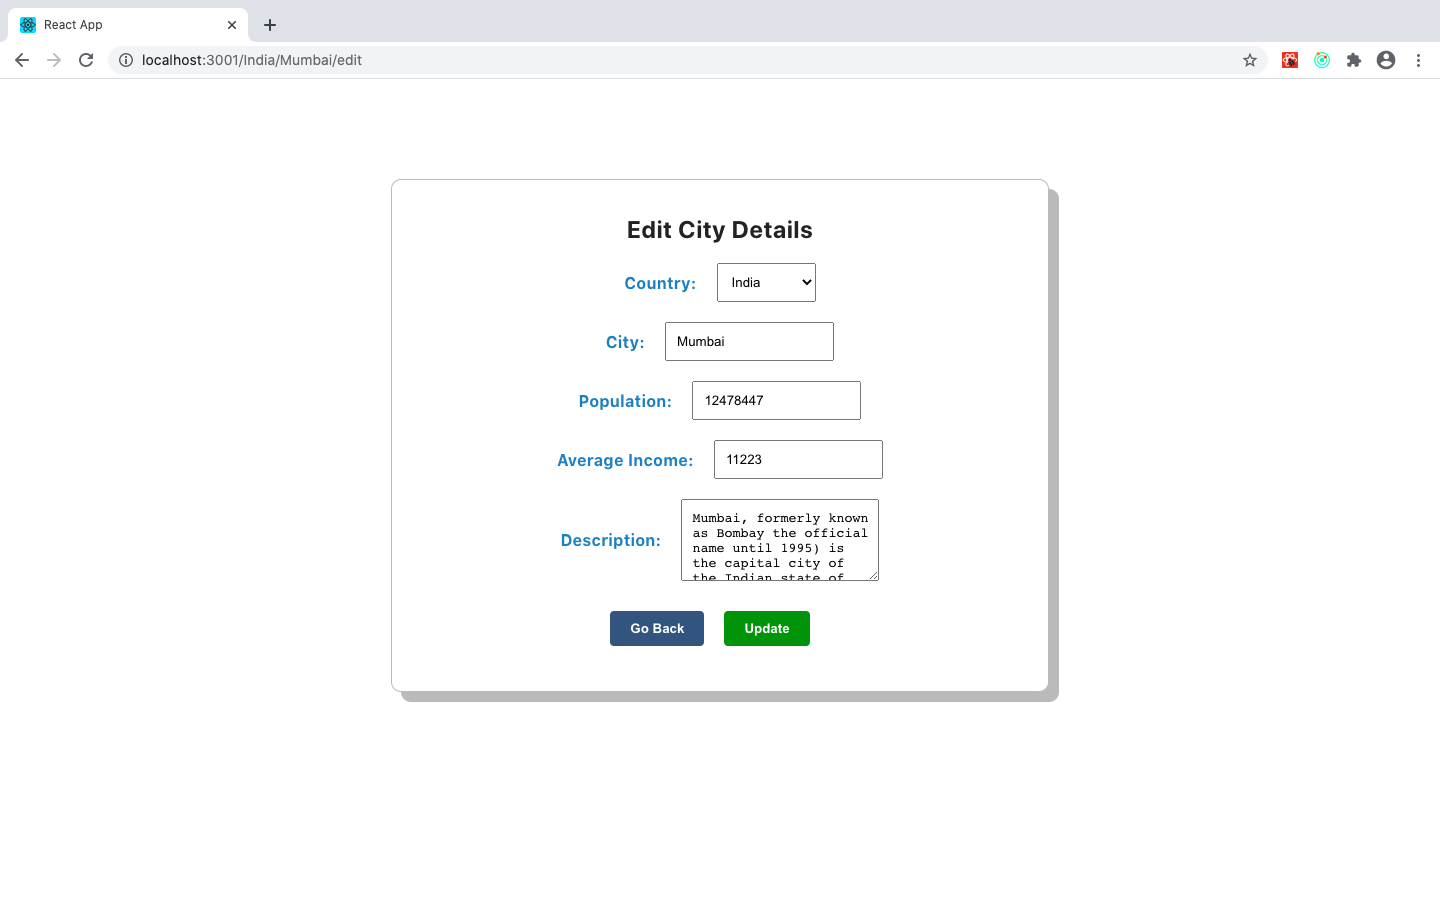 React App
localhost:3001/India/Mumbai/edit
Edit City Details
Country: India
City: Mumbai
Population: 12478447
Average Income: 11223
Description:
Mumbai, formerly known
as Bombay the official
name until 1995) is
the capital city of
the Indian state of
Go Back Update